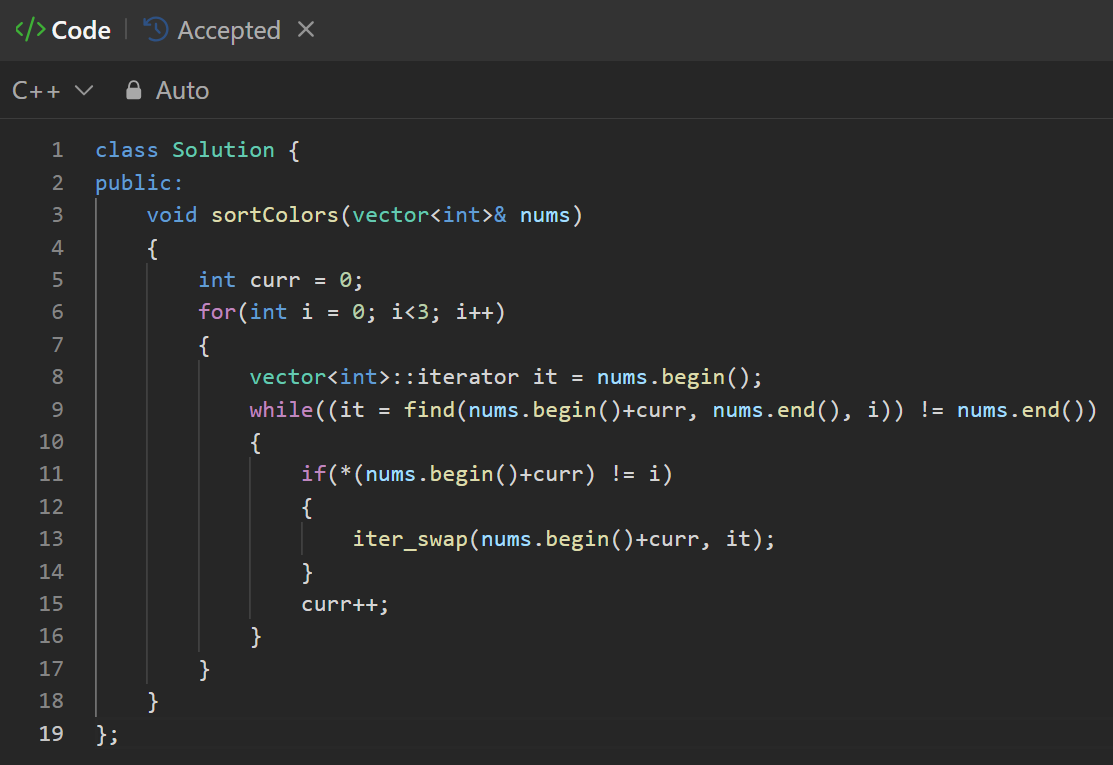 </> Code | Accepted ×
C++ Auto
1 class Solution {
2 public:
3     void sortColors(vector<int>& nums)
4     {
5         int curr = 0;
6         for(int i = 0; i<3; i++)
7         {
8             vector<int>::iterator it = nums.begin();
9             while((it = find(nums.begin()+curr, nums.end(), i)) != nums.end())
10             {
11                 if(*(nums.begin()+curr) != i)
12                 {
13                     iter_swap(nums.begin()+curr, it);
14                 }
15                 curr++;
16             }
17         }
18     }
19 };